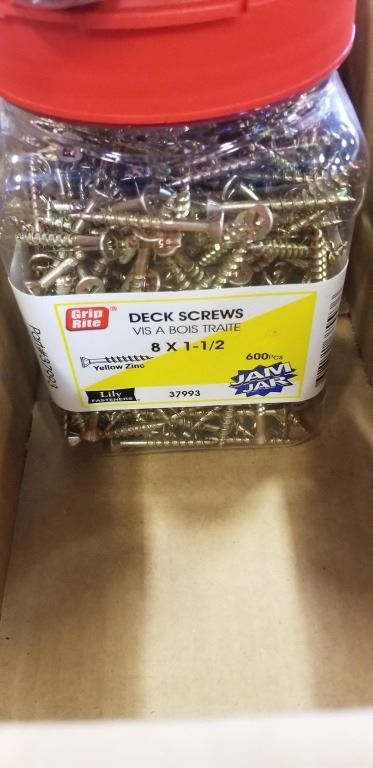 Grip
Rite®
DECK SCREWS
VIS A BOIS TRAITE
8 X 1-1/2
600Pcs
Yellow Zinc
JAM
JAR
Lily
FASTENERS
37993